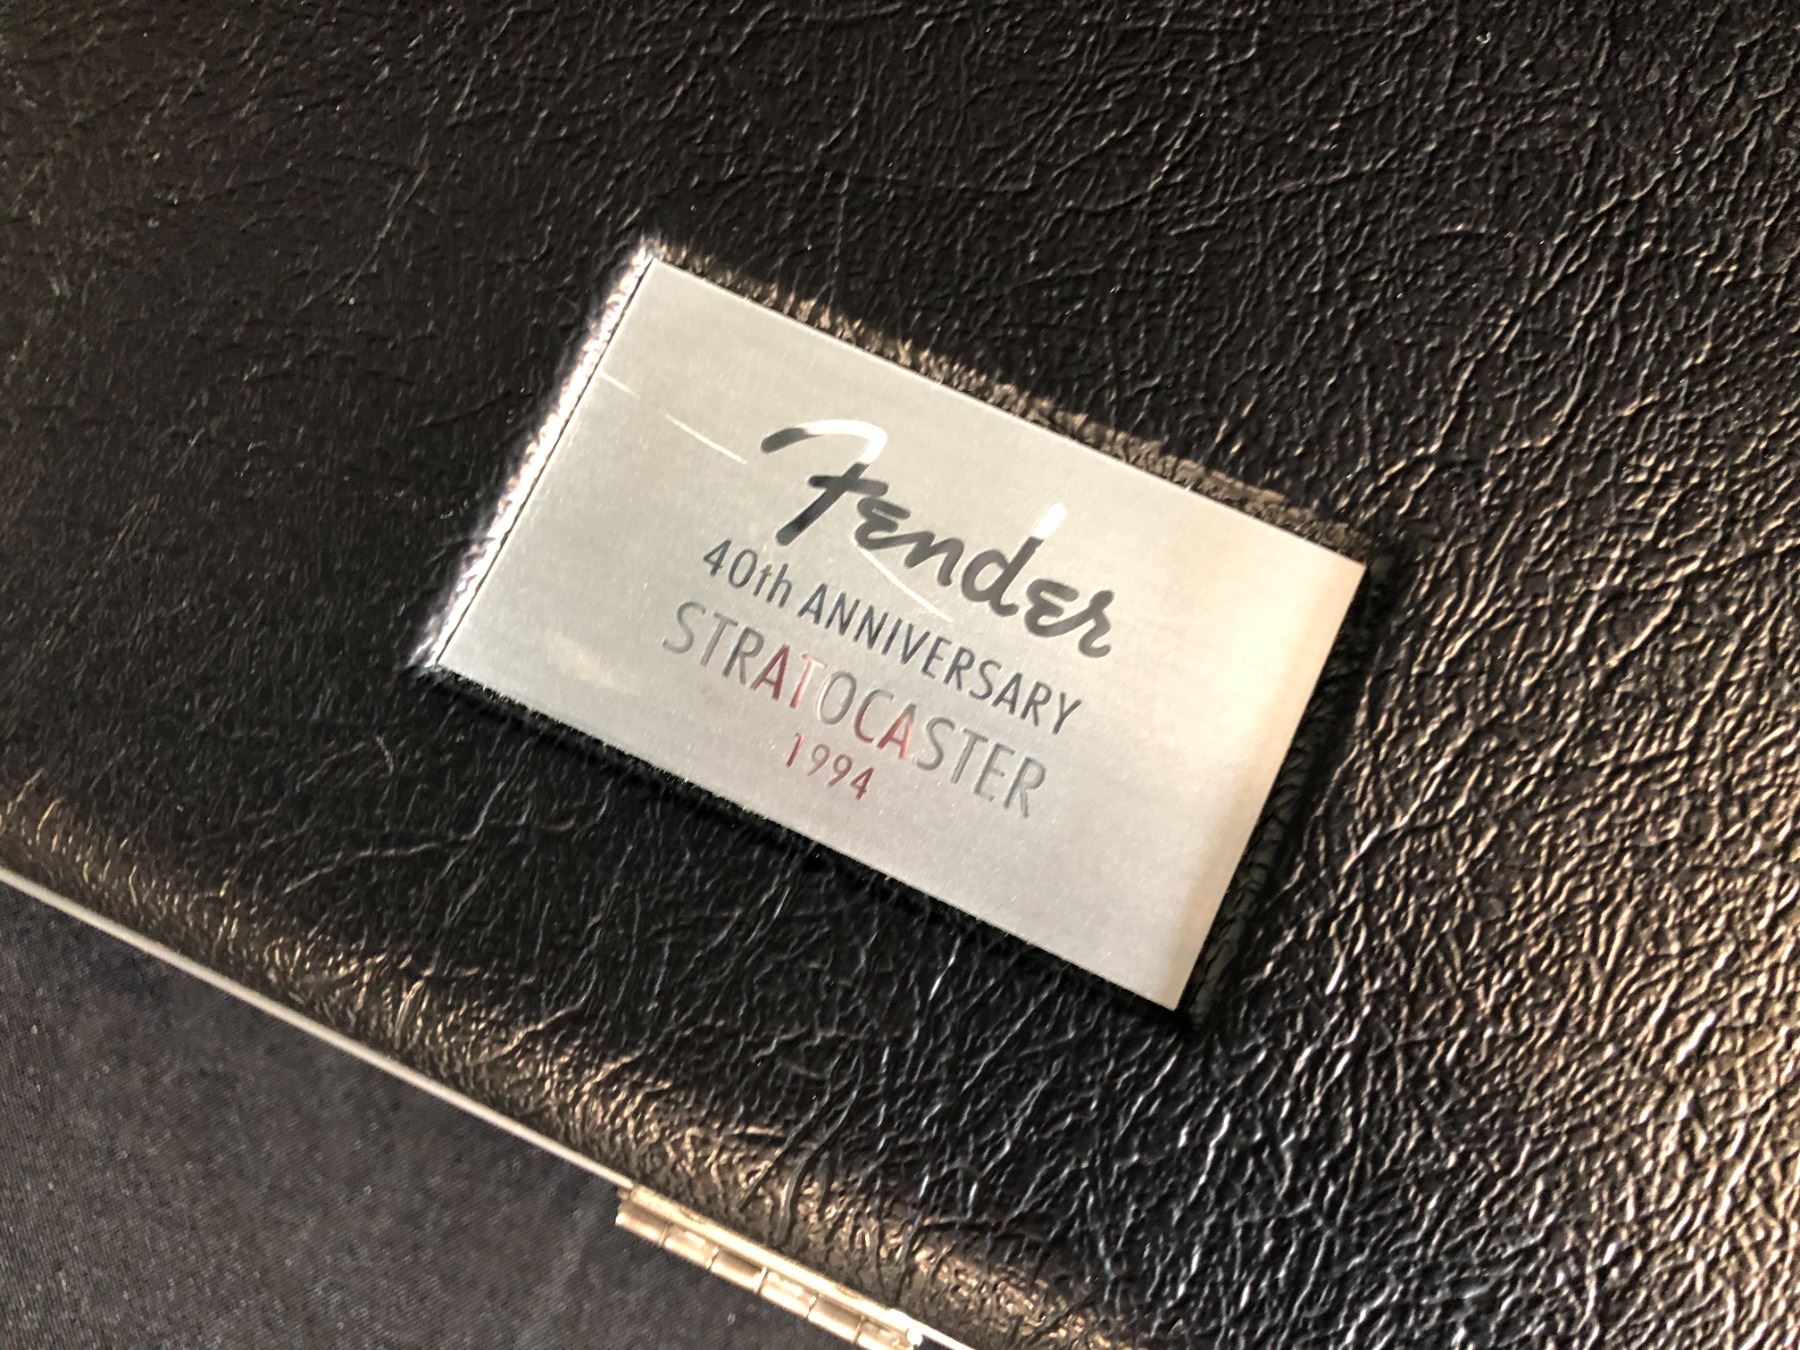 Fender
40th ANNIVERSARY
STRATOCASTER
1994